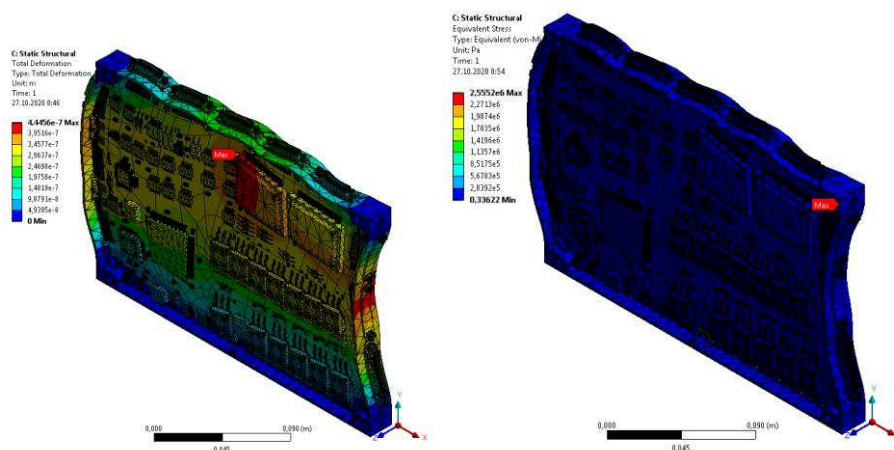 C: Static Structural
Total Deformation
Type: Total Deformation
Unit: m
Time: 1
27.10.2020 8:46
4,4456e-7 Max
3,9516e-7
3,4577e-7
2,9637e-7
2,4698e-7
1,9758e-7
1,4819e-7
9,8791e-8
4,9395e-8
0 Min
Max
0,000
0,090 (m)
0,045
Y
Z
X
C: Static Structural
Equivalent Stress
Type: Equivalent (von-Mi
Unit: Pa
Time: 1
27.10.2020 8:54
2,5552e6 Max
2,2713e6
1,9874e6
1,7035e6
1,4196e6
1,1357e6
8,5175e5
5,6783e5
2,8392e5
0,33622 Min
Max
0,000
0,090 (m)
0,045
Y
Z